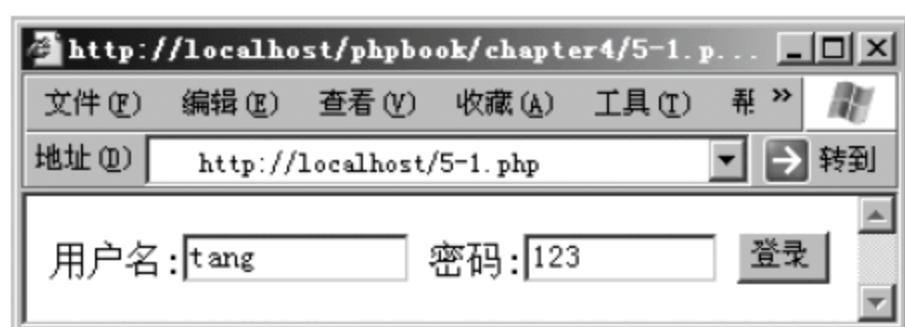 http://localhost/phpbook/chapter4/5-1.p...
文件(F) 编辑(E) 查看(V) 收藏(A) 工具(T) »
地址(D) http://localhost/5-1.php 转到
用户名:tang 密码:123 登录